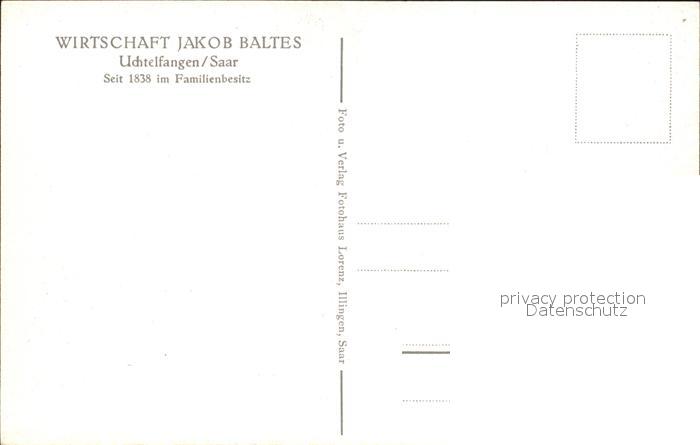 WIRTSCHAFT JAKOB BALTES
Uchtelfangen/Saar
Seit 1838 im Familienbesitz
Foto u. Verlag Fotohaus Lorenz, Illingen, Saar
privacy protection
Datenschutz